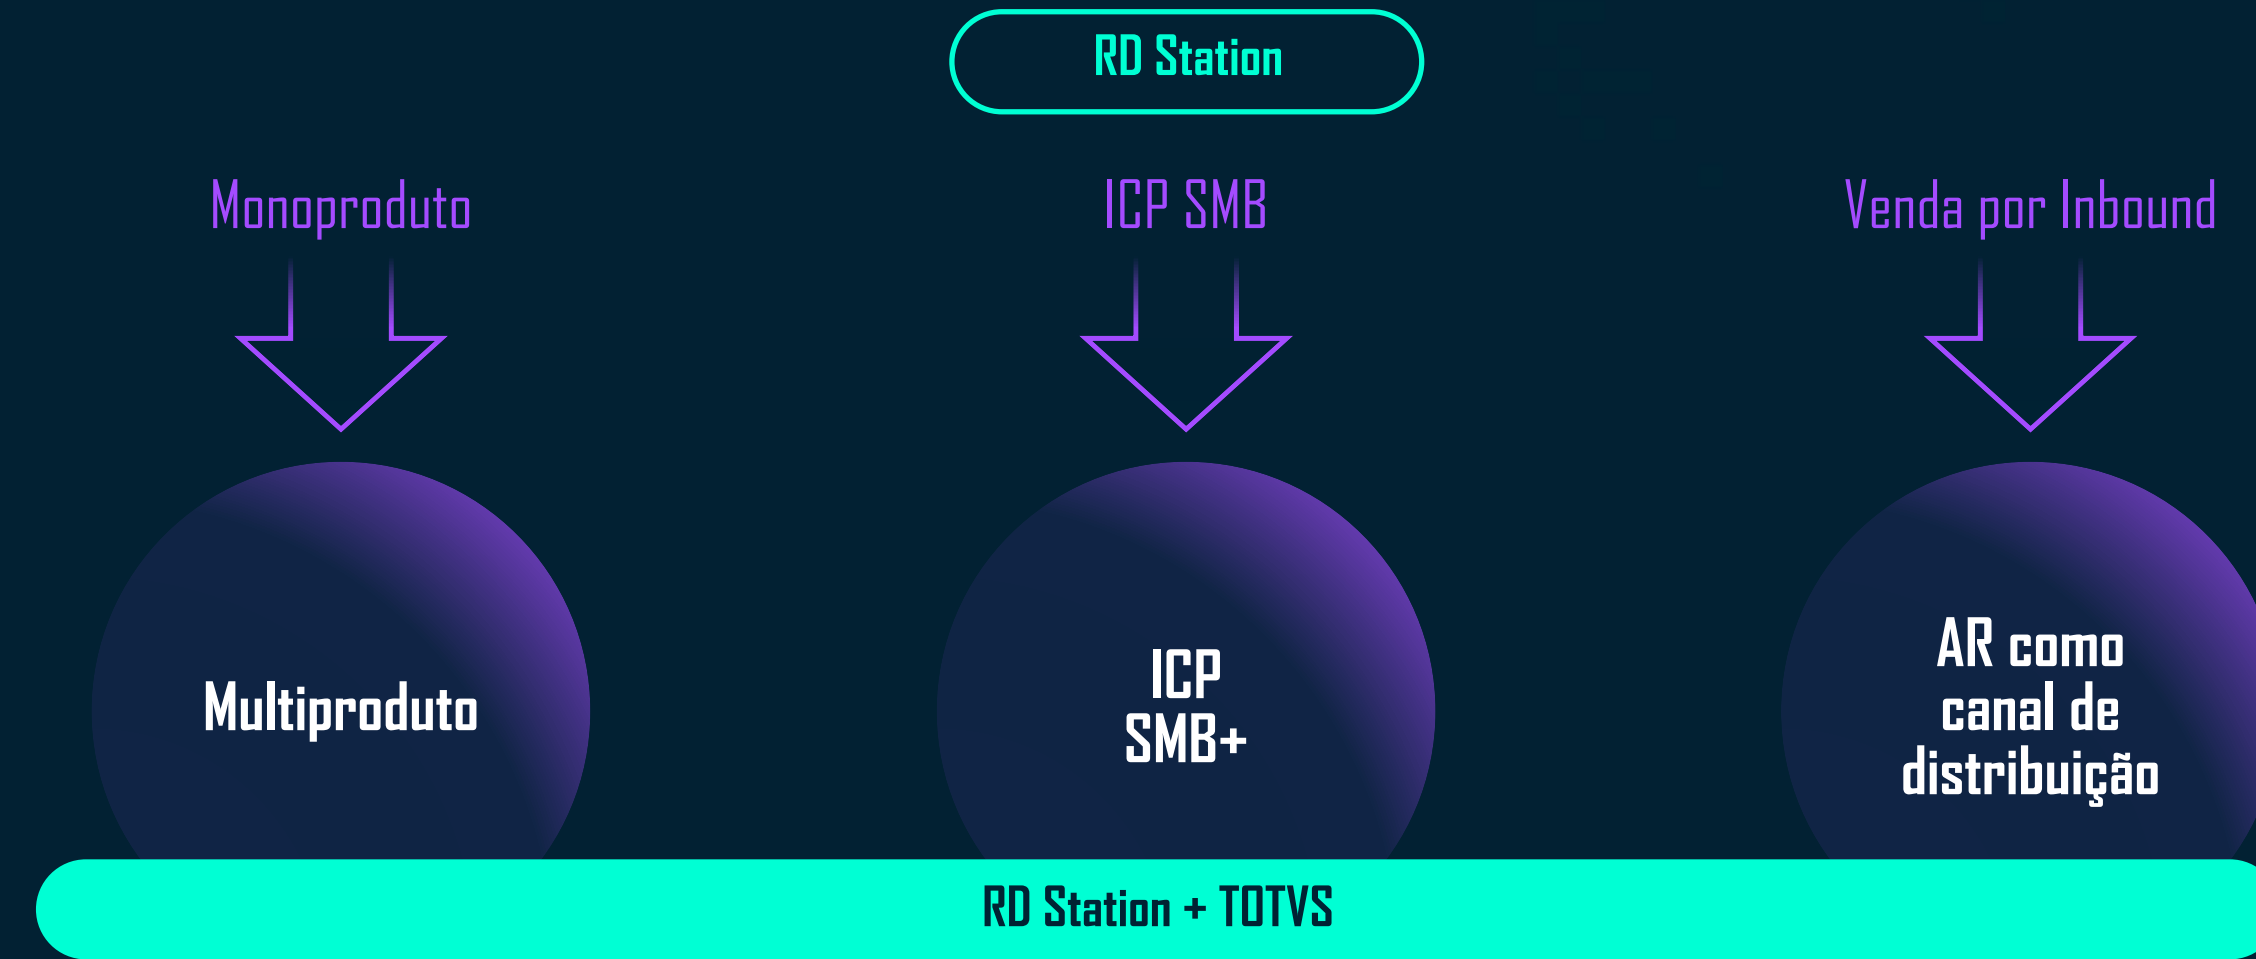 RD Station
Monoproduto
ICP SMB
Venda por Inbound
Multiproduto
ICP
SMB+
AR como
canal de
distribuição
RD Station + TOTVS